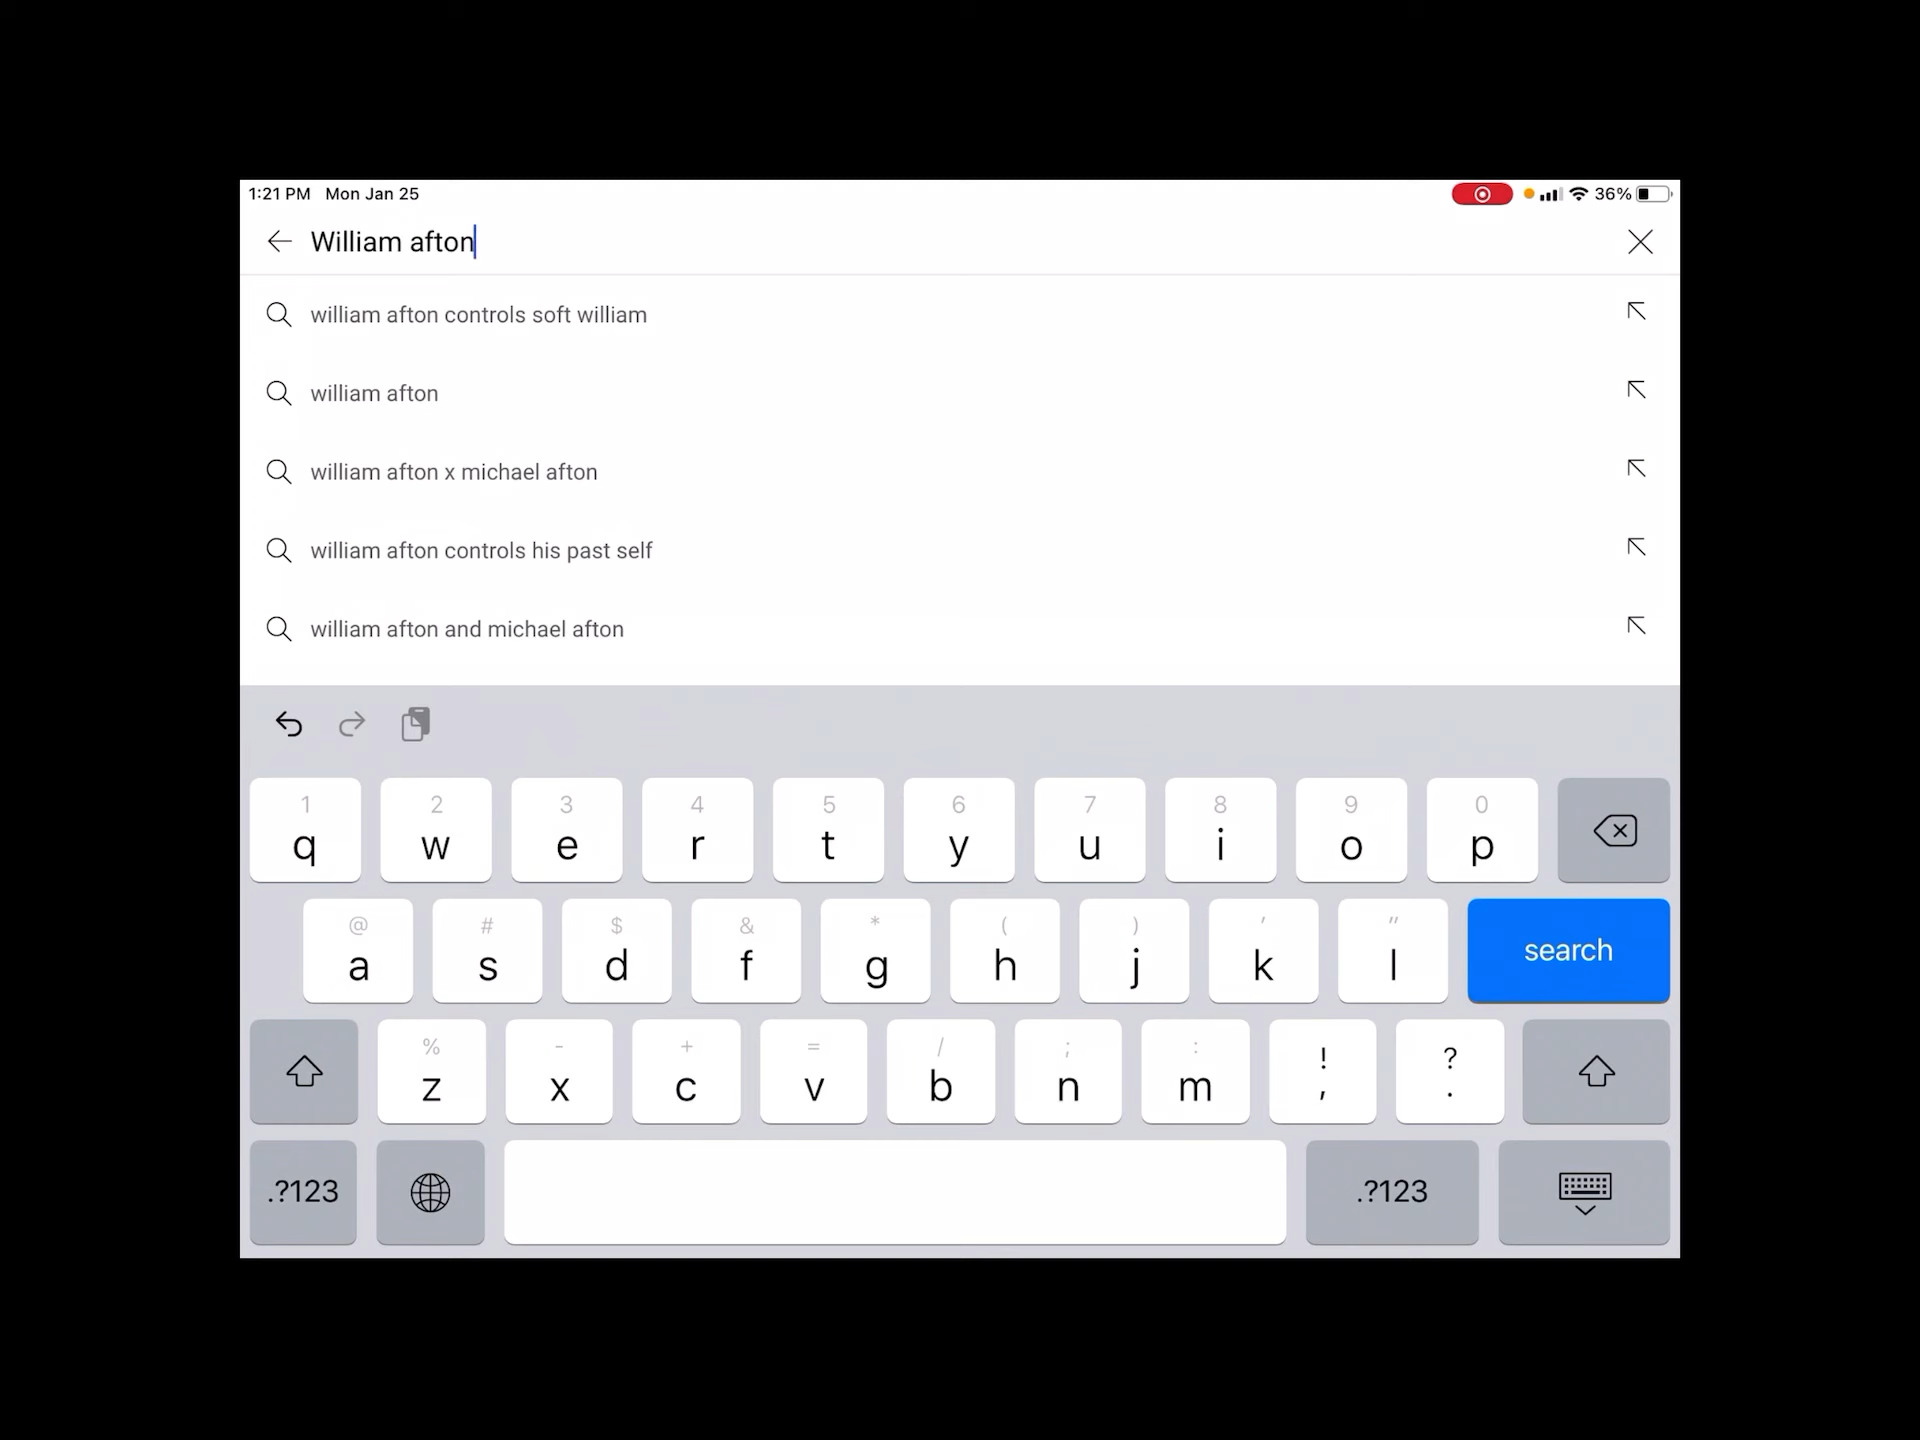 1:21 PM Mon Jan 25 36%
William afton
william afton controls soft william
william afton
william afton x michael afton
william afton controls his past self
william afton and michael afton
1 2 3 4 5 6 7 8 9 0
q w e r t y u i o p
@ # $ & * ( ) ' "
a s d f g h j k l search
% - + = / ; : ! ?
z x c v b n m , .
.?123 .?123